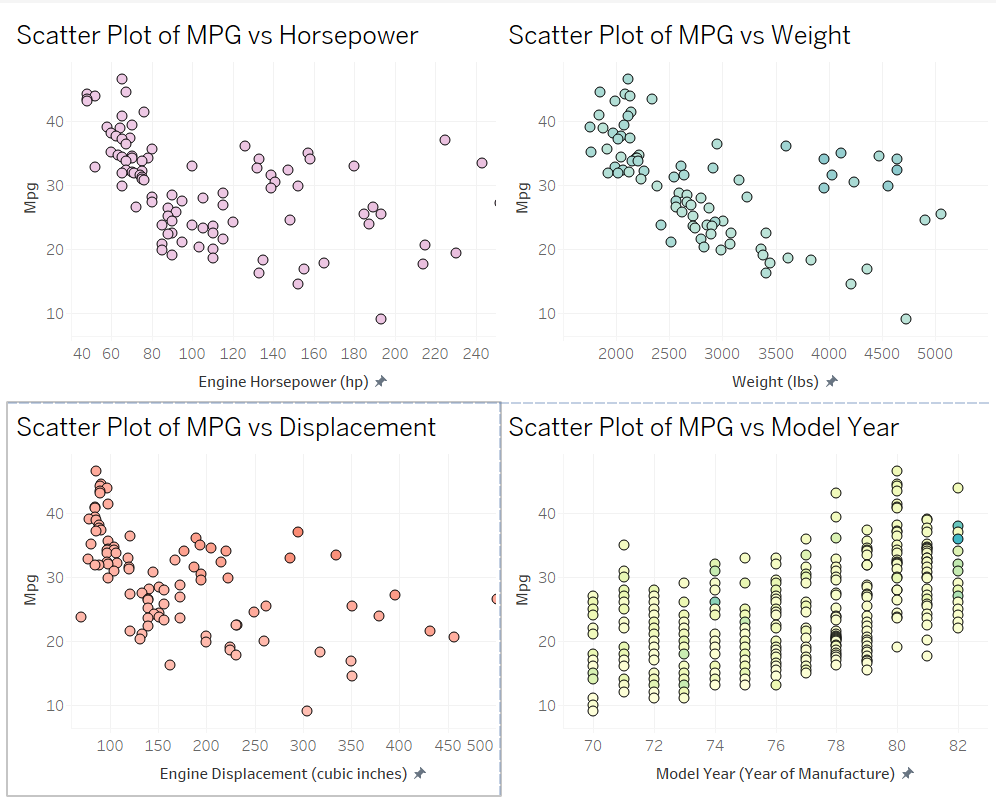 Scatter Plot of MPG vs Horsepower
Mpg
40
30
20
10
40 60 80 100 120 140 160 180 200 220 240
Engine Horsepower (hp)
Scatter Plot of MPG vs Weight
Mpg
40
30
20
10
2000 2500 3000 3500 4000 4500 5000
Weight (lbs)
Scatter Plot of MPG vs Displacement
Mpg
40
30
20
10
100 150 200 250 300 350 400 450 500
Engine Displacement (cubic inches)
Scatter Plot of MPG vs Model Year
Mpg
40
30
20
10
70 72 74 76 78 80 82
Model Year (Year of Manufacture)